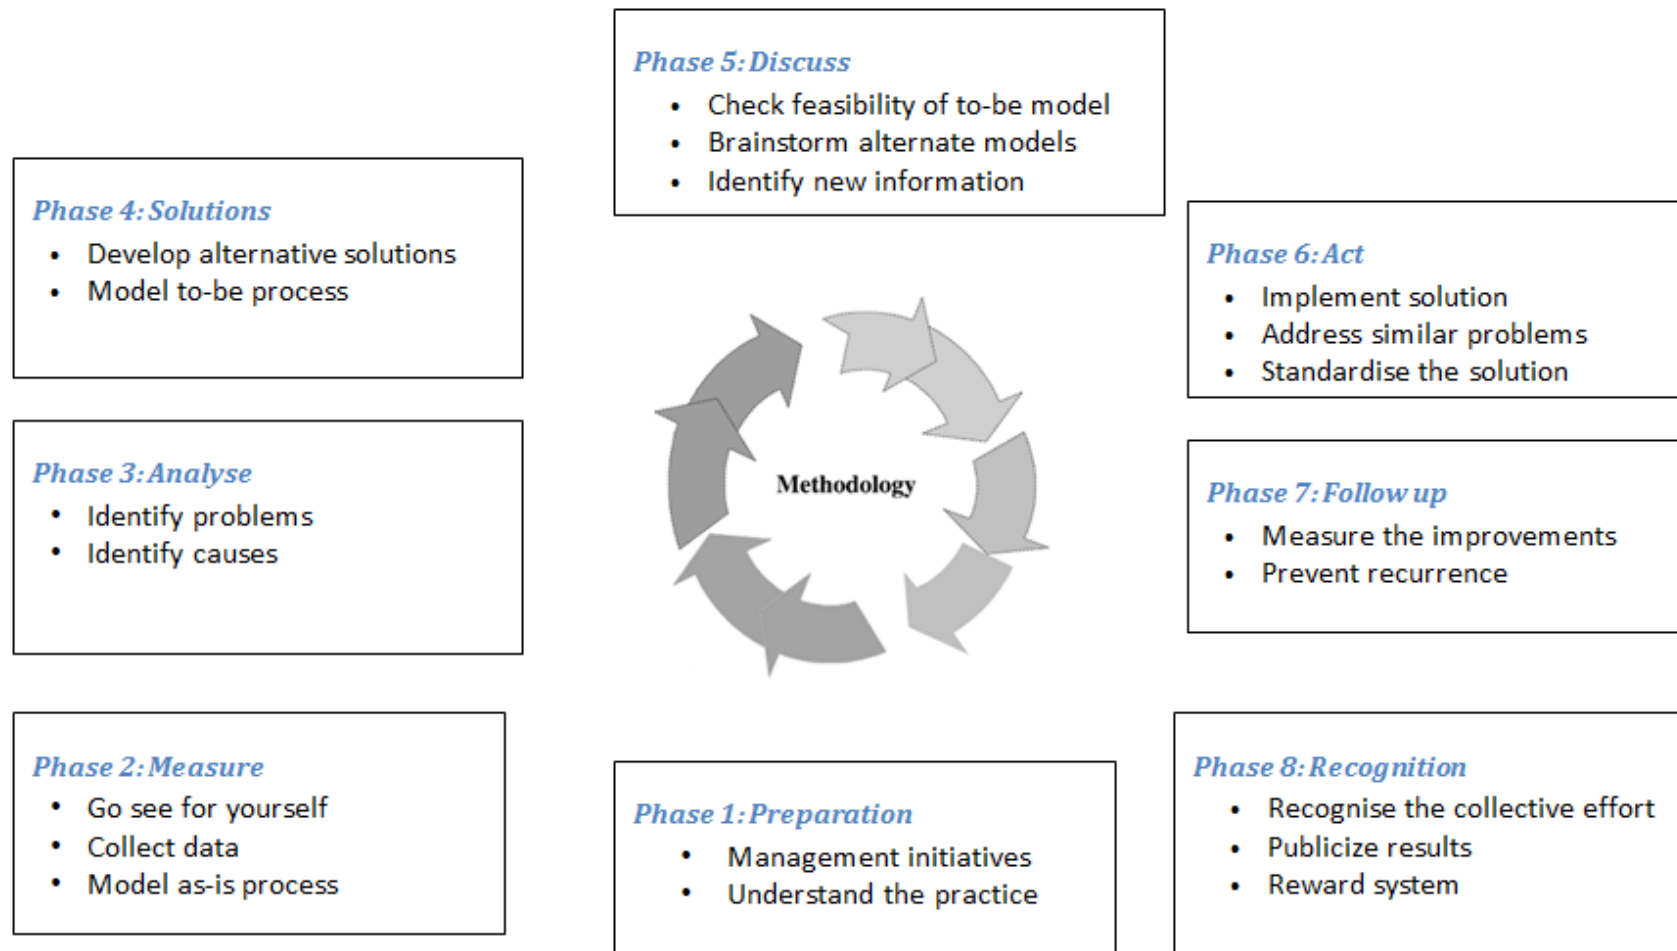 Phase 5: Discuss
• Check feasibility of to-be model
• Brainstorm alternate models
• Identify new information
Phase 4: Solutions
• Develop alternative solutions
• Model to-be process
Phase 6: Act
• Implement solution
• Address similar problems
• Standardise the solution
Phase 3: Analyse
• Identify problems
• Identify causes
Methodology
Phase 7: Follow up
• Measure the improvements
• Prevent recurrence
Phase 2: Measure
• Go see for yourself
• Collect data
• Model as-is process
Phase 1: Preparation
• Management initiatives
• Understand the practice
Phase 8: Recognition
• Recognise the collective effort
• Publicize results
• Reward system